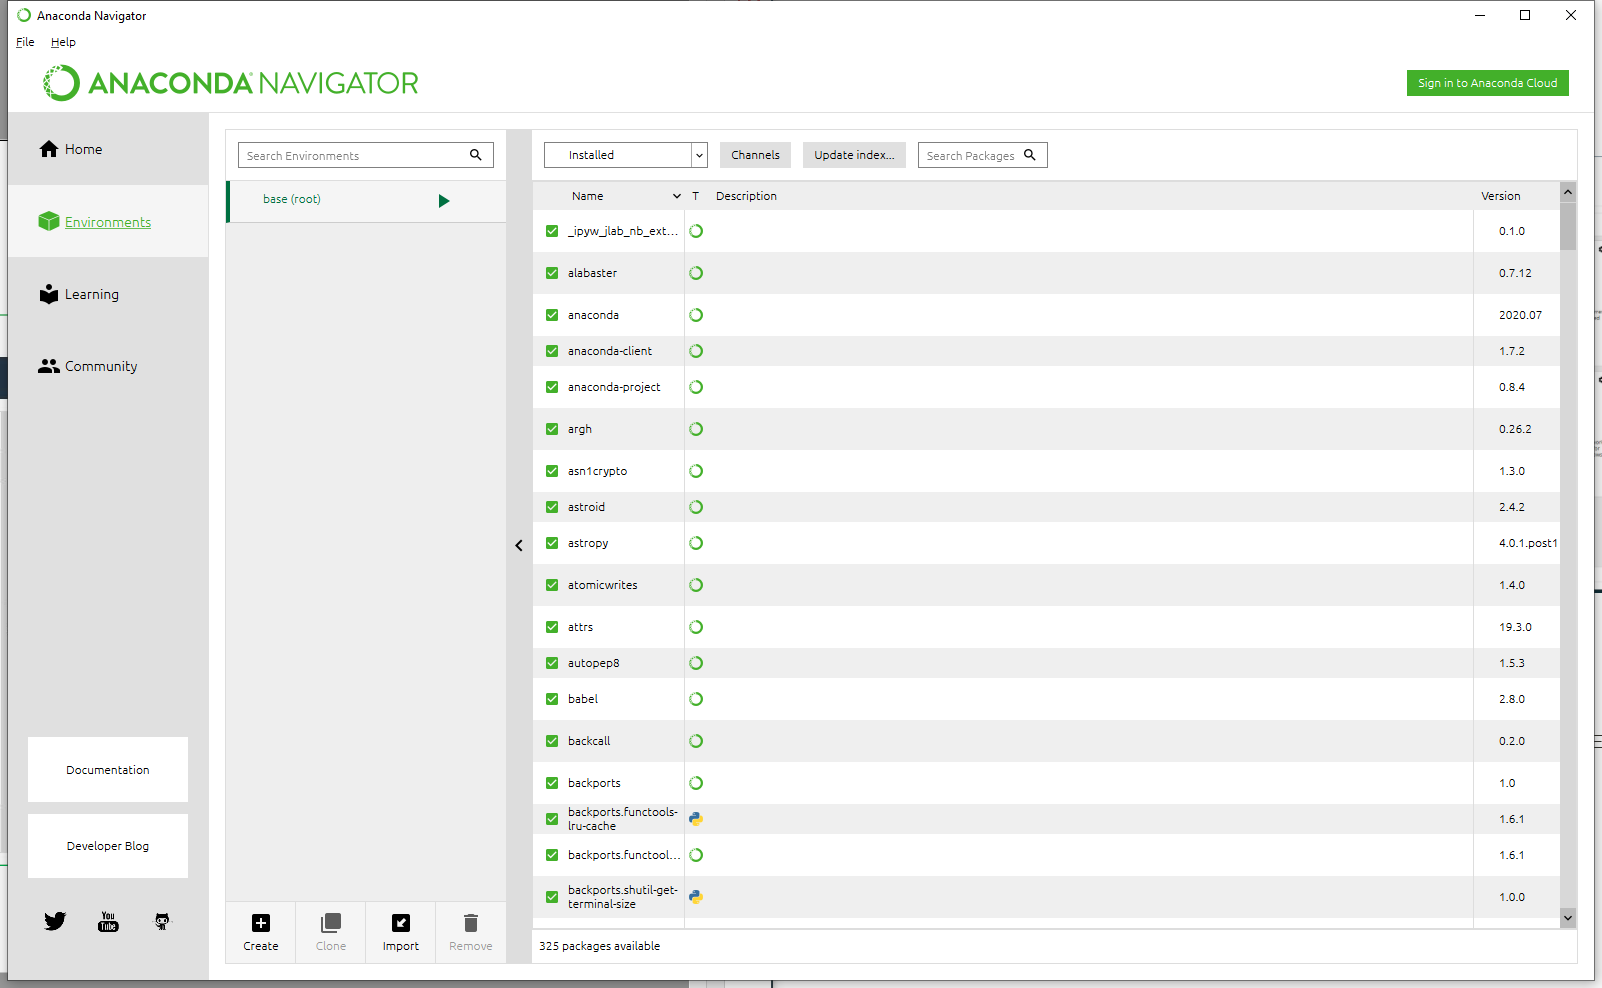 Anaconda Navigator
File Help
ANACONDA NAVIGATOR
Sign in to Anaconda Cloud
Home
Environments
Learning
Community
Documentation
Developer Blog
You Tube
Search Environments
base (root)
Create Clone Import Remove
Installed Channels Update index... Search Packages
Name T Description Version
_ipyw_jlab_nb_ext... 0.1.0
alabaster 0.7.12
anaconda 2020.07
anaconda-client 1.7.2
anaconda-project 0.8.4
argh 0.26.2
asn1crypto 1.3.0
astroid 2.4.2
astropy 4.0.1.post1
atomicwrites 1.4.0
attrs 19.3.0
autopep8 1.5.3
babel 2.8.0
backcall 0.2.0
backports 1.0
backports.functools-
lru-cache 1.6.1
backports.functool... 1.6.1
backports.shutil-get-
terminal-size 1.0.0
325 packages available